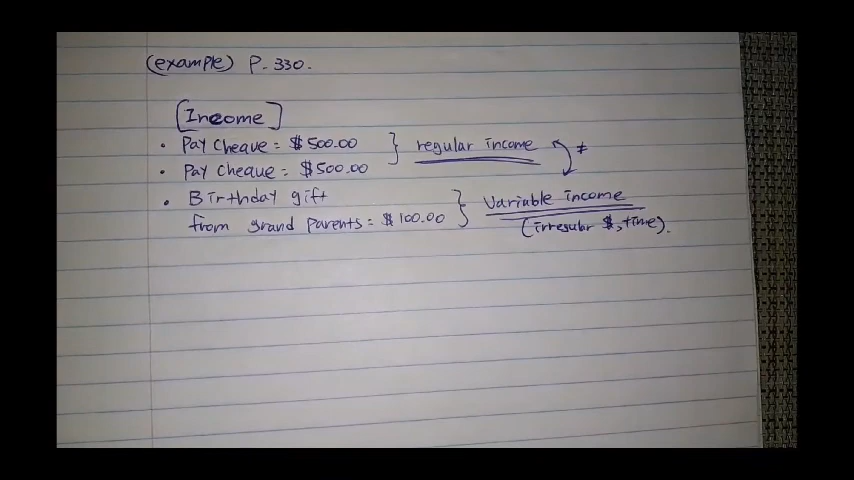 (example) P. 330.
[Income]
• Pay Cheque = $500.00 } regular income ≠
• Pay Cheque = $500.00
• Birthday gift } Variable income
from grand parents = $100.00 (irregular $, time).